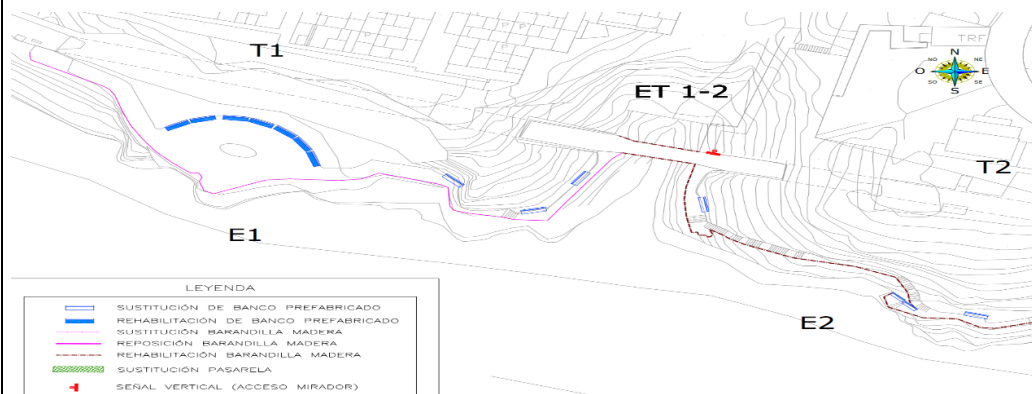 T1
TRF
N
NO NE
O E
SO SE
S
ET 1-2
P
P
P
T2
E1
E2
LEYENDA
SUSTITUCIÓN DE BANCO PREFABRICADO
REHABILITACIÓN DE BANCO PREFABRICADO
SUSTITUCIÓN BARANDILLA MADERA
REPOSICIÓN BARANDILLA MADERA
REHABILITACIÓN BARANDILLA MADERA
SUSTITUCIÓN PASARELA
SEÑAL VERTICAL (ACCESO MIRADOR)